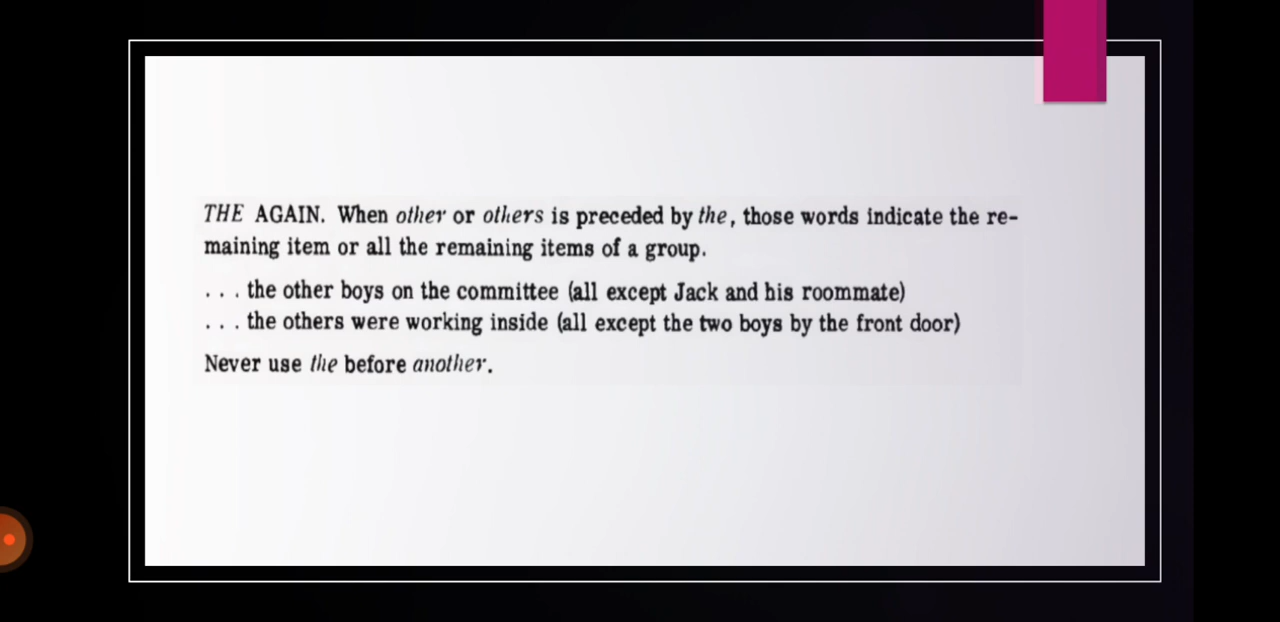 THE AGAIN. When other or others is preceded by the, those words indicate the re-
maining item or all the remaining items of a group.
. . . the other boys on the committee (all except Jack and his roommate)
. . . the others were working inside (all except the two boys by the front door)
Never use the before another.